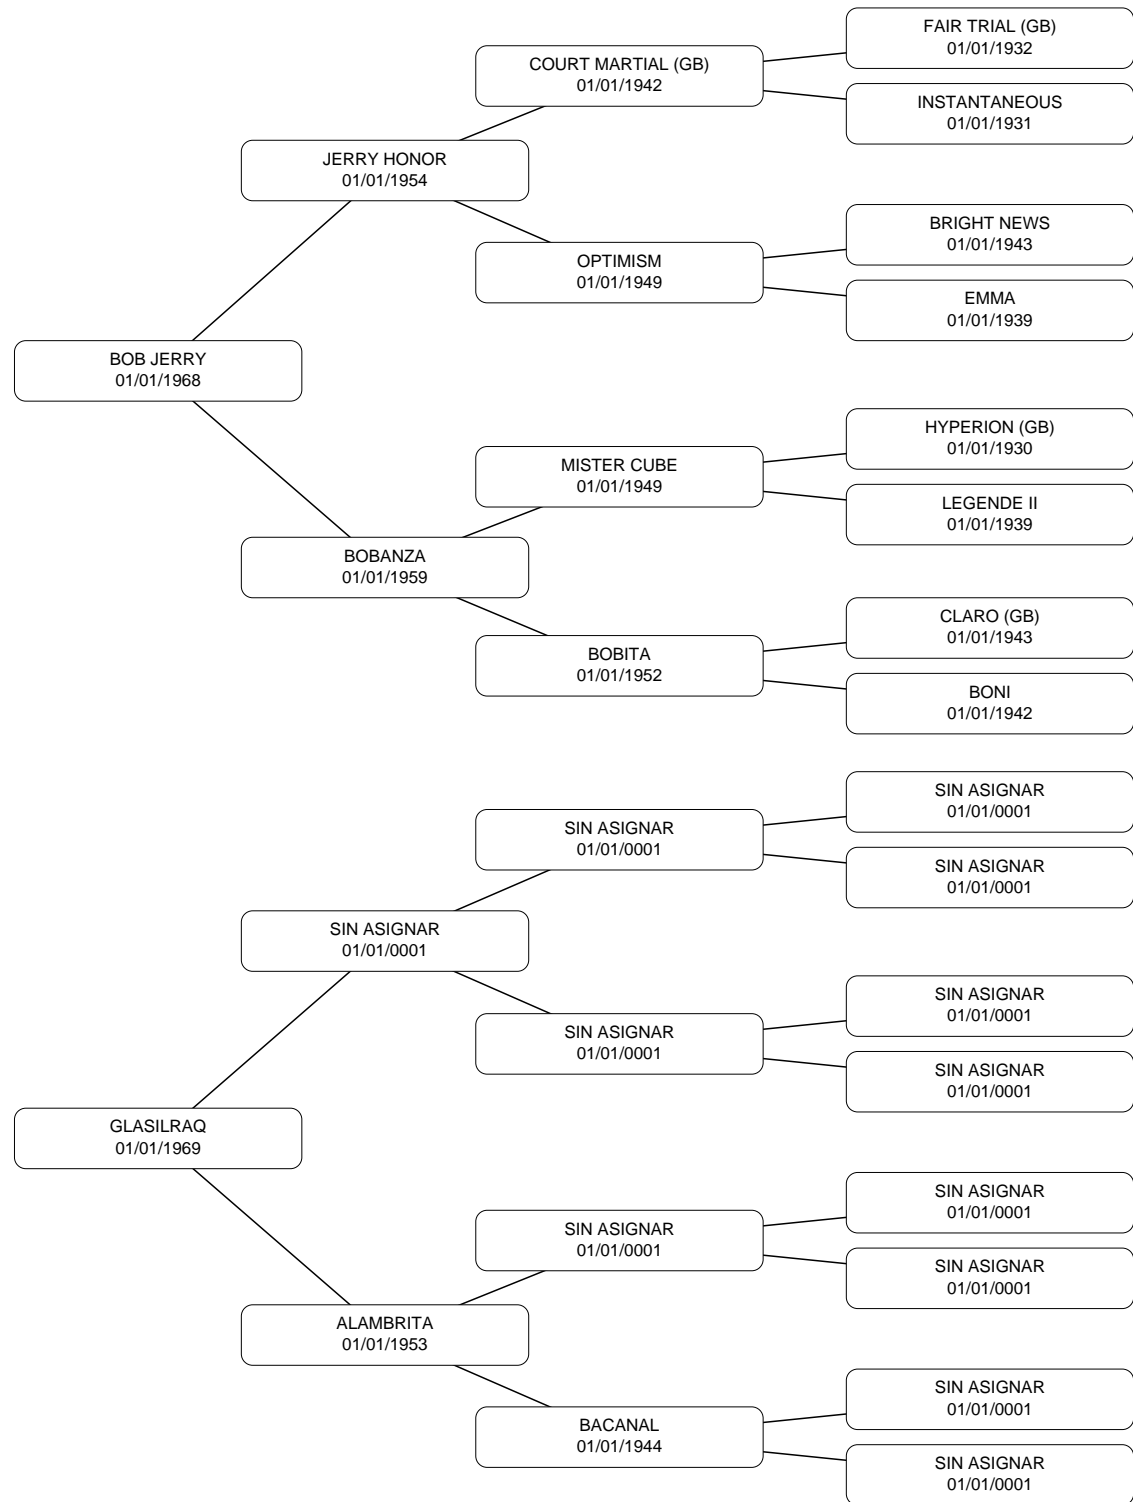 FAIR TRIAL (GB)
01/01/1932
COURT MARTIAL (GB)
01/01/1942
INSTANTANEOUS
01/01/1931
JERRY HONOR
01/01/1954
BRIGHT NEWS
01/01/1943
OPTIMISM
01/01/1949
EMMA
01/01/1939
BOB JERRY
01/01/1968
HYPERION (GB)
01/01/1930
MISTER CUBE
01/01/1949
LEGENDE II
01/01/1939
BOBANZA
01/01/1959
CLARO (GB)
01/01/1943
BOBITA
01/01/1952
BONI
01/01/1942
SIN ASIGNAR
01/01/0001
SIN ASIGNAR
01/01/0001
SIN ASIGNAR
01/01/0001
SIN ASIGNAR
01/01/0001
SIN ASIGNAR
01/01/0001
SIN ASIGNAR
01/01/0001
SIN ASIGNAR
01/01/0001
GLASILRAQ
01/01/1969
SIN ASIGNAR
01/01/0001
SIN ASIGNAR
01/01/0001
SIN ASIGNAR
01/01/0001
ALAMBRITA
01/01/1953
SIN ASIGNAR
01/01/0001
BACANAL
01/01/1944
SIN ASIGNAR
01/01/0001